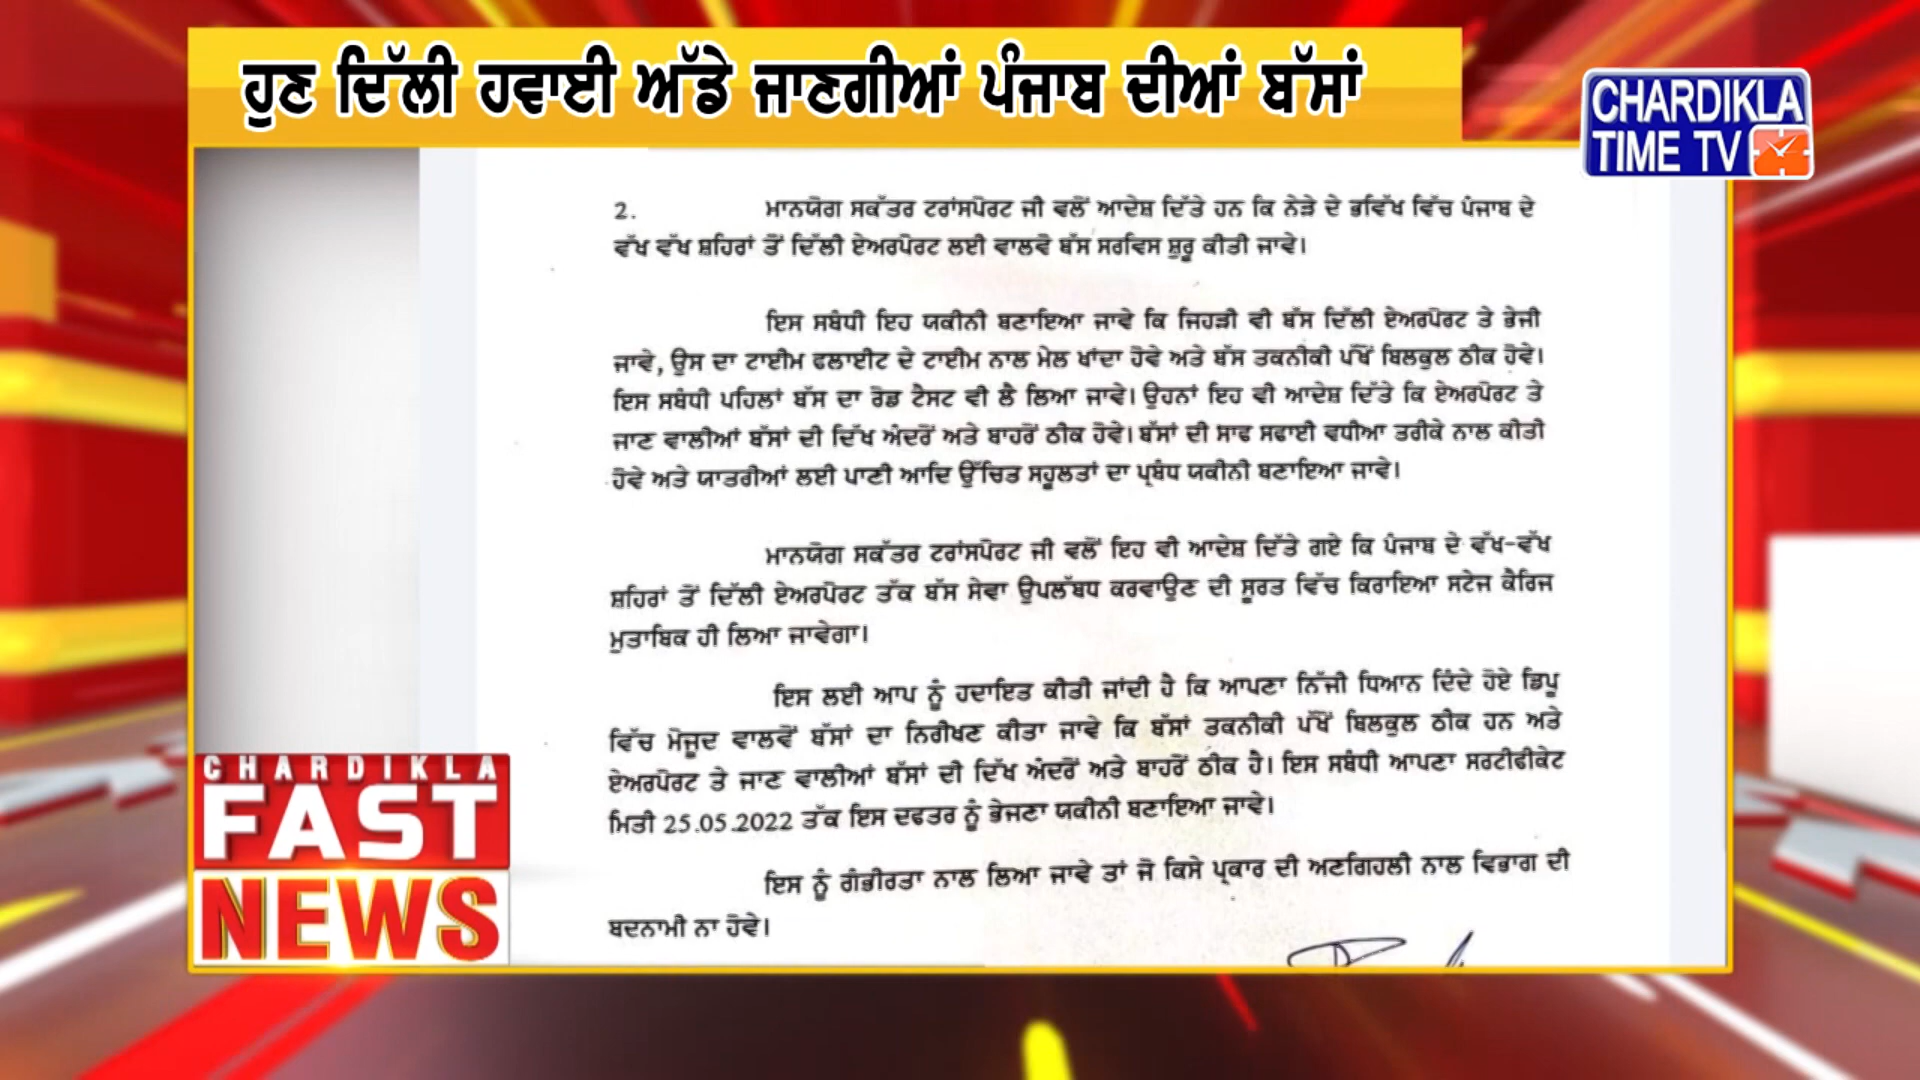 ਹੁਣ ਦਿੱਲੀ ਹਵਾਈ ਅੱਡੇ ਜਾਣਗੀਆਂ ਪੰਜਾਬ ਦੀਆਂ ਬੱਸਾਂ
CHARDIKLA
TIME TV
2. ਮਾਨਯੋਗ ਸਕੱਤਰ ਟਰਾਂਸਪੋਰਟ ਜੀ ਵਲੋਂ ਆਦੇਸ਼ ਦਿੱਤੇ ਹਨ ਕਿ ਨੇੜੇ ਦੇ ਭਵਿੱਖ ਵਿੱਚ ਪੰਜਾਬ ਦੇ
ਵੱਖ ਵੱਖ ਸ਼ਹਿਰਾਂ ਤੋਂ ਦਿੱਲੀ ਏਅਰਪੋਰਟ ਲਈ ਵਾਲਵੋ ਬੱਸ ਸਰਵਿਸ ਸ਼ੁਰੂ ਕੀਤੀ ਜਾਵੇ।
ਇਸ ਸਬੰਧੀ ਇਹ ਯਕੀਨੀ ਬਣਾਇਆ ਜਾਵੇ ਕਿ ਜਿਹੜੀ ਵੀ ਬੱਸ ਦਿੱਲੀ ਏਅਰਪੋਰਟ ਤੇ ਭੇਜੀ
ਜਾਵੇ, ਉਸ ਦਾ ਟਾਈਮ ਫਲਾਈਟ ਦੇ ਟਾਈਮ ਨਾਲ ਮੇਲ ਖਾਂਦਾ ਹੋਵੇ ਅਤੇ ਬੱਸ ਤਕਨੀਕੀ ਪੱਖੋਂ ਬਿਲਕੁਲ ਠੀਕ ਹੋਵੇ।
ਇਸ ਸਬੰਧੀ ਪਹਿਲਾਂ ਬੱਸ ਦਾ ਰੋਡ ਟੈਸਟ ਵੀ ਲੈ ਲਿਆ ਜਾਵੇ। ਉਹਨਾਂ ਇਹ ਵੀ ਆਦੇਸ਼ ਦਿੱਤੇ ਕਿ ਏਅਰਪੋਰਟ ਤੇ
ਜਾਣ ਵਾਲੀਆਂ ਬੱਸਾਂ ਦੀ ਦਿੱਖ ਅੰਦਰੋਂ ਅਤੇ ਬਾਹਰੋਂ ਠੀਕ ਹੋਵੇ। ਬੱਸਾਂ ਦੀ ਸਾਫ ਸਫਾਈ ਵਧੀਆ ਤਰੀਕੇ ਨਾਲ ਕੀਤੀ
ਹੋਵੇ ਅਤੇ ਯਾਤਰੀਆਂ ਲਈ ਪਾਣੀ ਆਦਿ ਉੱਚਿਤ ਸਹੂਲਤਾਂ ਦਾ ਪ੍ਰਬੰਧ ਯਕੀਨੀ ਬਣਾਇਆ ਜਾਵੇ।
ਮਾਨਯੋਗ ਸਕੱਤਰ ਟਰਾਂਸਪੋਰਟ ਜੀ ਵਲੋਂ ਇਹ ਵੀ ਆਦੇਸ਼ ਦਿੱਤੇ ਗਏ ਕਿ ਪੰਜਾਬ ਦੇ ਵੱਖ-ਵੱਖ
ਸ਼ਹਿਰਾਂ ਤੋਂ ਦਿੱਲੀ ਏਅਰਪੋਰਟ ਤੱਕ ਬੱਸ ਸੇਵਾ ਉਪਲੱਬਧ ਕਰਵਾਉਣ ਦੀ ਸੂਰਤ ਵਿੱਚ ਕਿਰਾਇਆ ਸਟੇਜ ਕੈਰਿਜ
ਮੁਤਾਬਿਕ ਹੀ ਲਿਆ ਜਾਵੇਗਾ।
ਇਸ ਲਈ ਆਪ ਨੂੰ ਹਦਾਇਤ ਕੀਤੀ ਜਾਂਦੀ ਹੈ ਕਿ ਆਪਣਾ ਨਿੱਜੀ ਧਿਆਨ ਦਿੰਦੇ ਹੋਏ ਡਿਪੂ
ਵਿੱਚ ਮੌਜੂਦ ਵਾਲਵੋਂ ਬੱਸਾਂ ਦਾ ਨਿਰੀਖਣ ਕੀਤਾ ਜਾਵੇ ਕਿ ਬੱਸਾਂ ਤਕਨੀਕੀ ਪੱਖੋਂ ਬਿਲਕੁਲ ਠੀਕ ਹਨ ਅਤੇ
ਏਅਰਪੋਰਟ ਤੇ ਜਾਣ ਵਾਲੀਆਂ ਬੱਸਾਂ ਦੀ ਦਿੱਖ ਅੰਦਰੋਂ ਅਤੇ ਬਾਹਰੋਂ ਠੀਕ ਹੈ। ਇਸ ਸਬੰਧੀ ਆਪਣਾ ਸਰਟੀਫੀਕੇਟ
ਮਿਤੀ 25.05.2022 ਤੱਕ ਇਸ ਦਫਤਰ ਨੂੰ ਭੇਜਣਾ ਯਕੀਨੀ ਬਣਾਇਆ ਜਾਵੇ।
ਇਸ ਨੂੰ ਗੰਭੀਰਤਾ ਨਾਲ ਲਿਆ ਜਾਵੇ ਤਾਂ ਜੋ ਕਿਸੇ ਪ੍ਰਕਾਰ ਦੀ ਅਣਗਿਹਲੀ ਨਾਲ ਵਿਭਾਗ ਦੀ
ਬਦਨਾਮੀ ਨਾ ਹੋਵੇ।
CHARDIKLA
FAST
NEWS